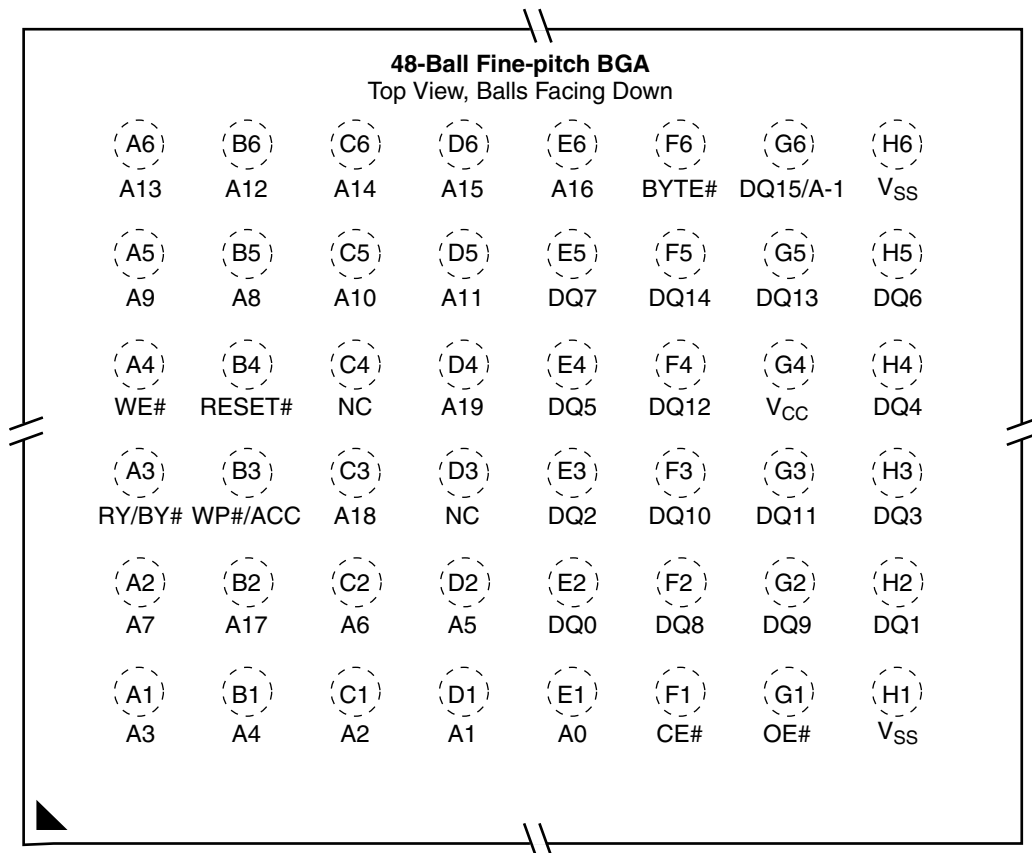 48-Ball Fine-pitch BGA
Top View, Balls Facing Down
A6 B6 C6 D6 E6 F6 G6 H6
A13 A12 A14 A15 A16 BYTE# DQ15/A-1 VSS
A5 B5 C5 D5 E5 F5 G5 H5
A9 A8 A10 A11 DQ7 DQ14 DQ13 DQ6
A4 B4 C4 D4 E4 F4 G4 H4
WE# RESET# NC A19 DQ5 DQ12 VCC DQ4
A3 B3 C3 D3 E3 F3 G3 H3
RY/BY# WP#/ACC A18 NC DQ2 DQ10 DQ11 DQ3
A2 B2 C2 D2 E2 F2 G2 H2
A7 A17 A6 A5 DQ0 DQ8 DQ9 DQ1
A1 B1 C1 D1 E1 F1 G1 H1
A3 A4 A2 A1 A0 CE# OE# VSS